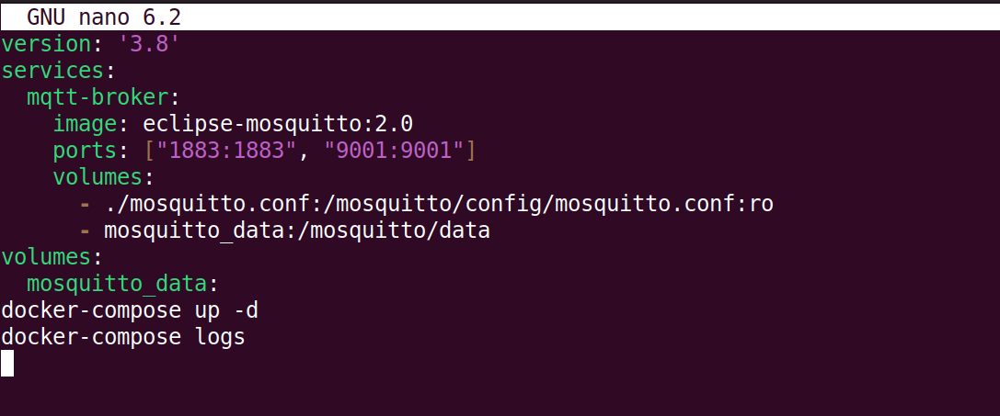 GNU nano 6.2
version: '3.8'
services:
  mqtt-broker:
    image: eclipse-mosquitto:2.0
    ports: ["1883:1883", "9001:9001"]
    volumes:
      - ./mosquitto.conf:/mosquitto/config/mosquitto.conf:ro
      - mosquitto_data:/mosquitto/data
volumes:
  mosquitto_data:
docker-compose up -d
docker-compose logs